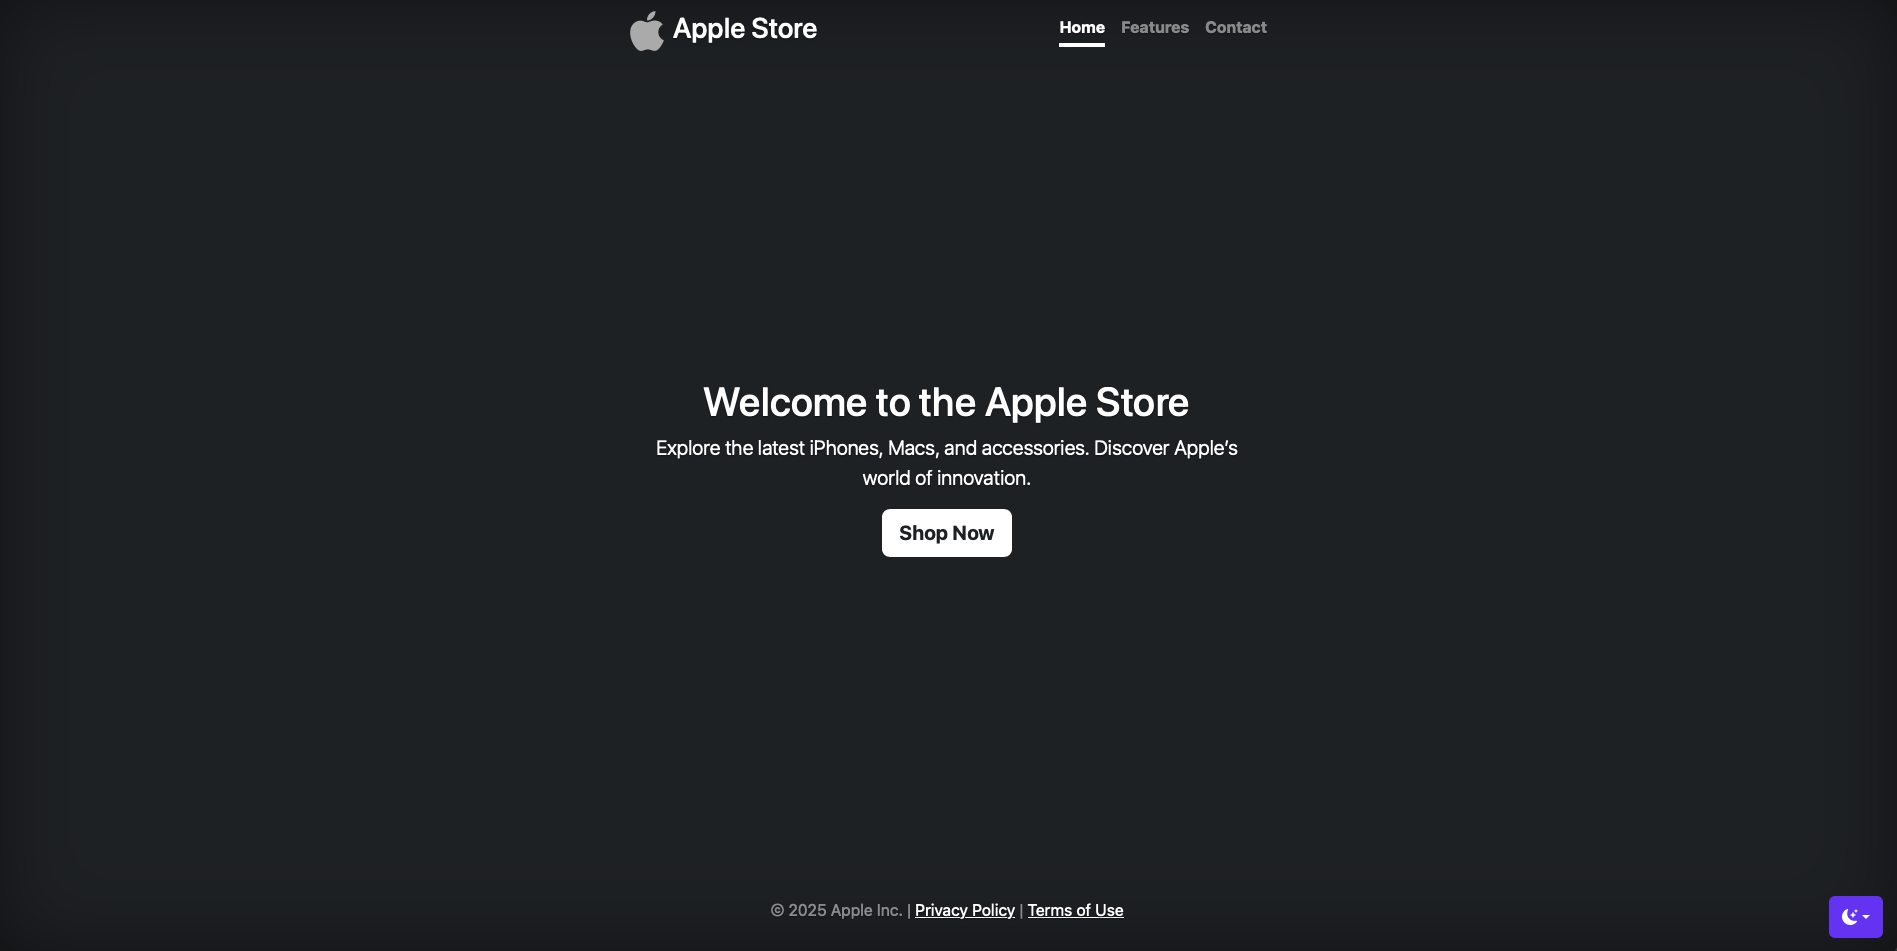 Apple Store
Home Features Contact
Welcome to the Apple Store
Explore the latest iPhones, Macs, and accessories. Discover Apple’s
world of innovation.
Shop Now
© 2025 Apple Inc. | Privacy Policy | Terms of Use